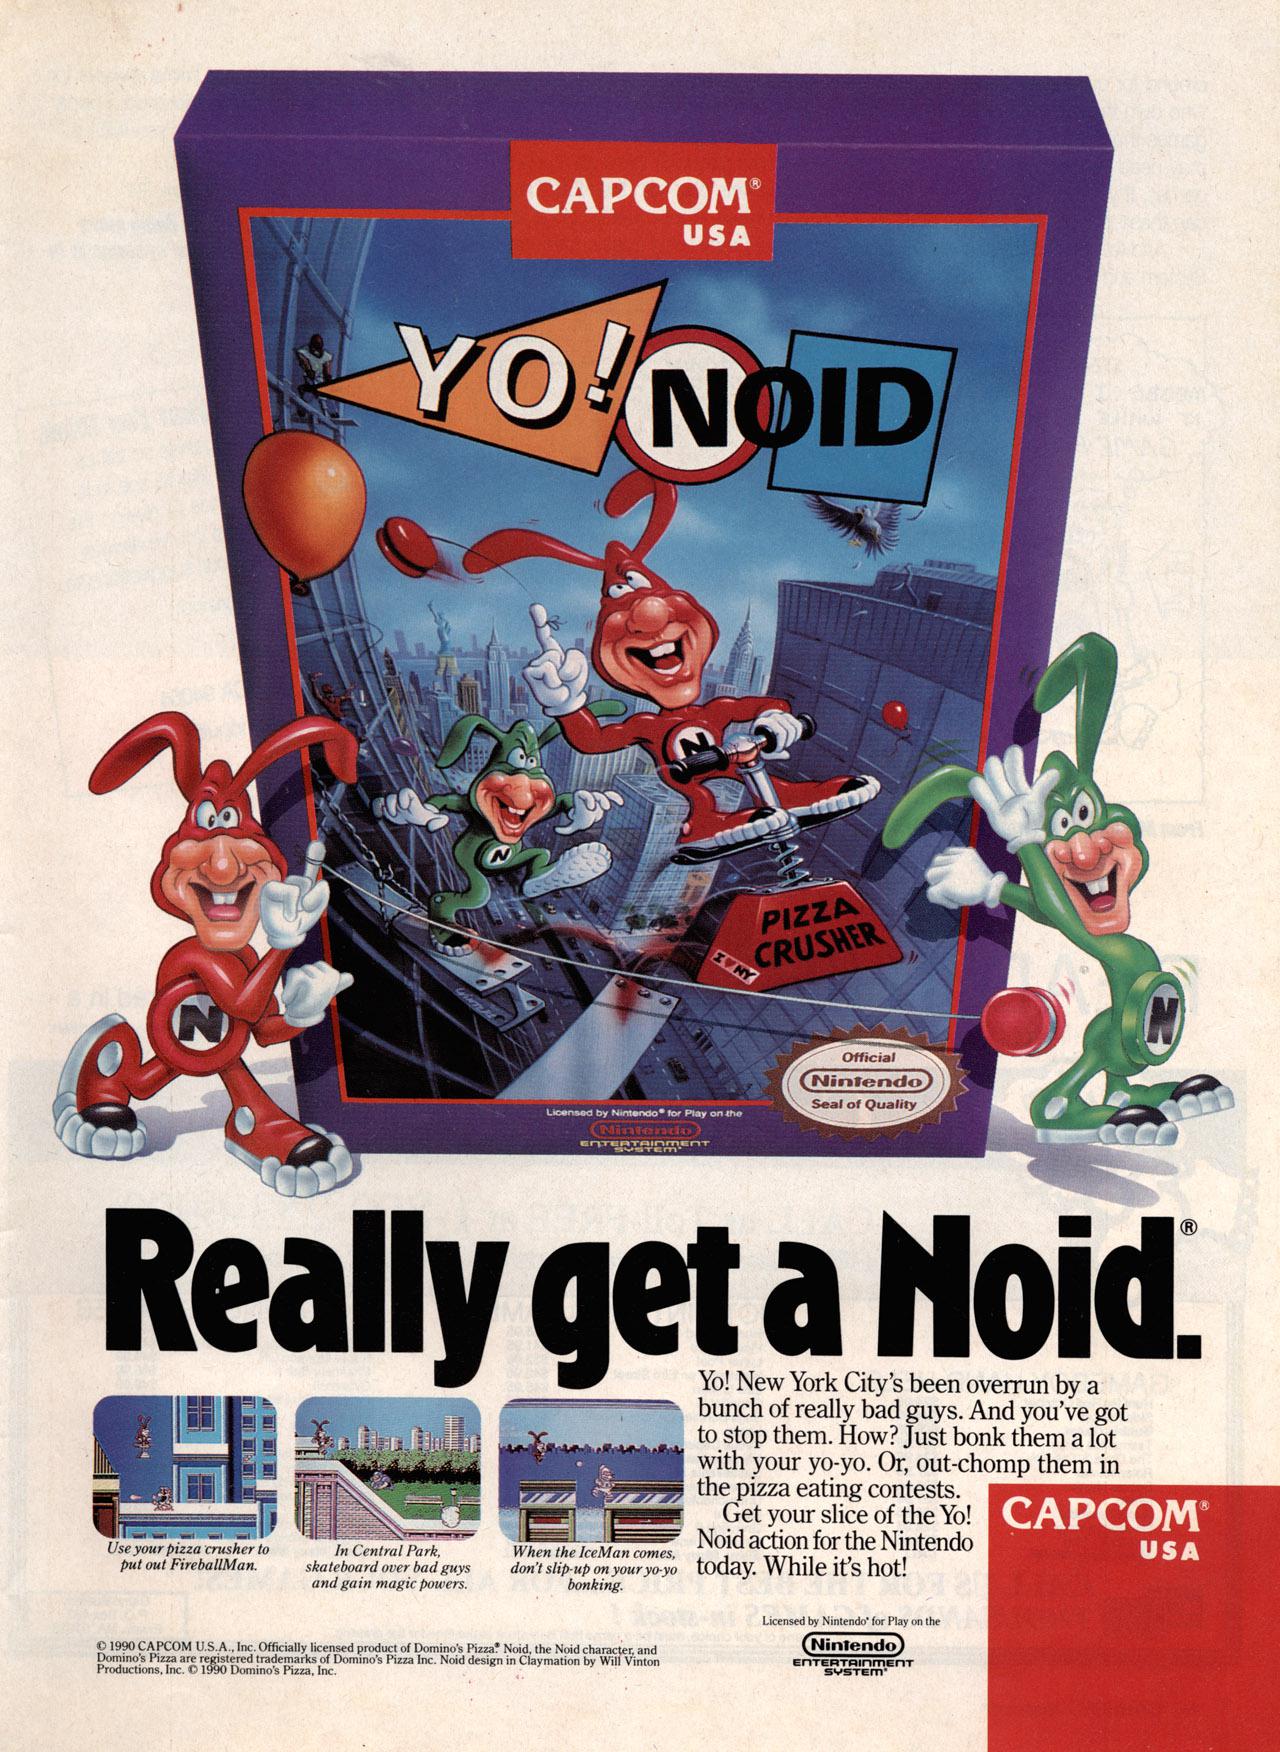 CAPCOM®
USA
YO! NOID
N
N
PIZZA
CRUSHER
I ♥ NY
N
N
Official
Nintendo
Seal of Quality
Licensed by Nintendo® for Play on the
Nintendo
ENTERTAINMENT
SYSTEM®
Really get a Noid.®
Yo! New York City's been overrun by a
bunch of really bad guys. And you've got
to stop them. How? Just bonk them a lot
with your yo-yo. Or, out-chomp them in
the pizza eating contests.
Get your slice of the Yo!
Noid action for the Nintendo
today. While it's hot!
Use your pizza crusher to
put out FireballMan.
In Central Park,
skateboard over bad guys
and gain magic powers.
When the IceMan comes,
don't slip-up on your yo-yo
bonking.
CAPCOM®
USA
Licensed by Nintendo® for Play on the
Nintendo
ENTERTAINMENT
SYSTEM®
© 1990 CAPCOM U.S.A., Inc. Officially licensed product of Domino's Pizza.® Noid, the Noid character, and
Domino's Pizza are registered trademarks of Domino's Pizza Inc. Noid design in Claymation by Will Vinton
Productions, Inc. © 1990 Domino's Pizza, Inc.